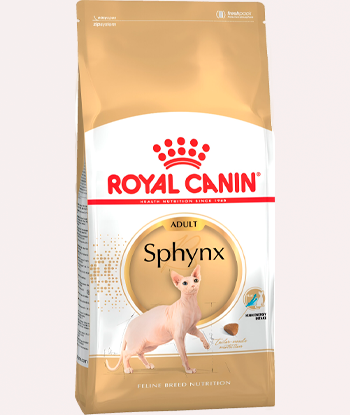 ROYAL CANIN
HEALTH NUTRITION SINCE 1968
ADULT
Sphynx
FELINE BREED NUTRITION